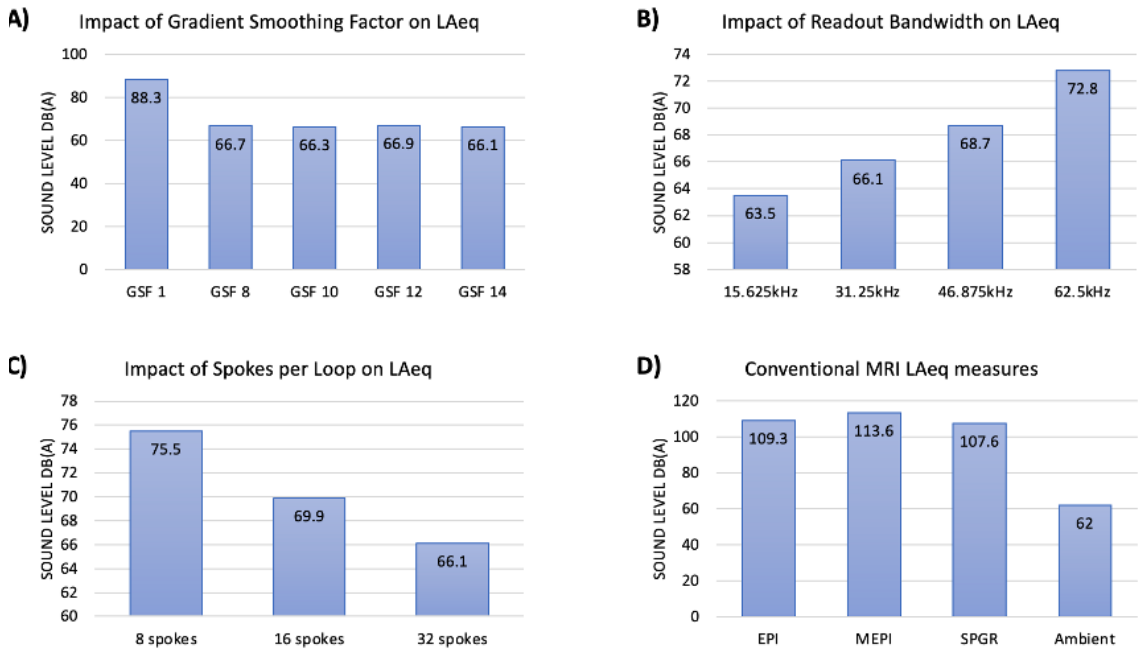 A)
Impact of Gradient Smoothing Factor on LAeq
SOUND LEVEL DB(A)
100
80
60
40
20
0
88.3
66.7
66.3
66.9
66.1
GSF 1
GSF 8
GSF 10
GSF 12
GSF 14
B)
Impact of Readout Bandwidth on LAeq
SOUND LEVEL DB(A)
74
72
70
68
66
64
62
60
58
63.5
66.1
68.7
72.8
15.625kHz
31.25kHz
46.875kHz
62.5kHz
C)
Impact of Spokes per Loop on LAeq
SOUND LEVEL DB(A)
78
76
74
72
70
68
66
64
62
60
75.5
69.9
66.1
8 spokes
16 spokes
32 spokes
D)
Conventional MRI LAeq measures
SOUND LEVEL DB(A)
120
100
80
60
40
20
0
109.3
113.6
107.6
62
EPI
MEPI
SPGR
Ambient